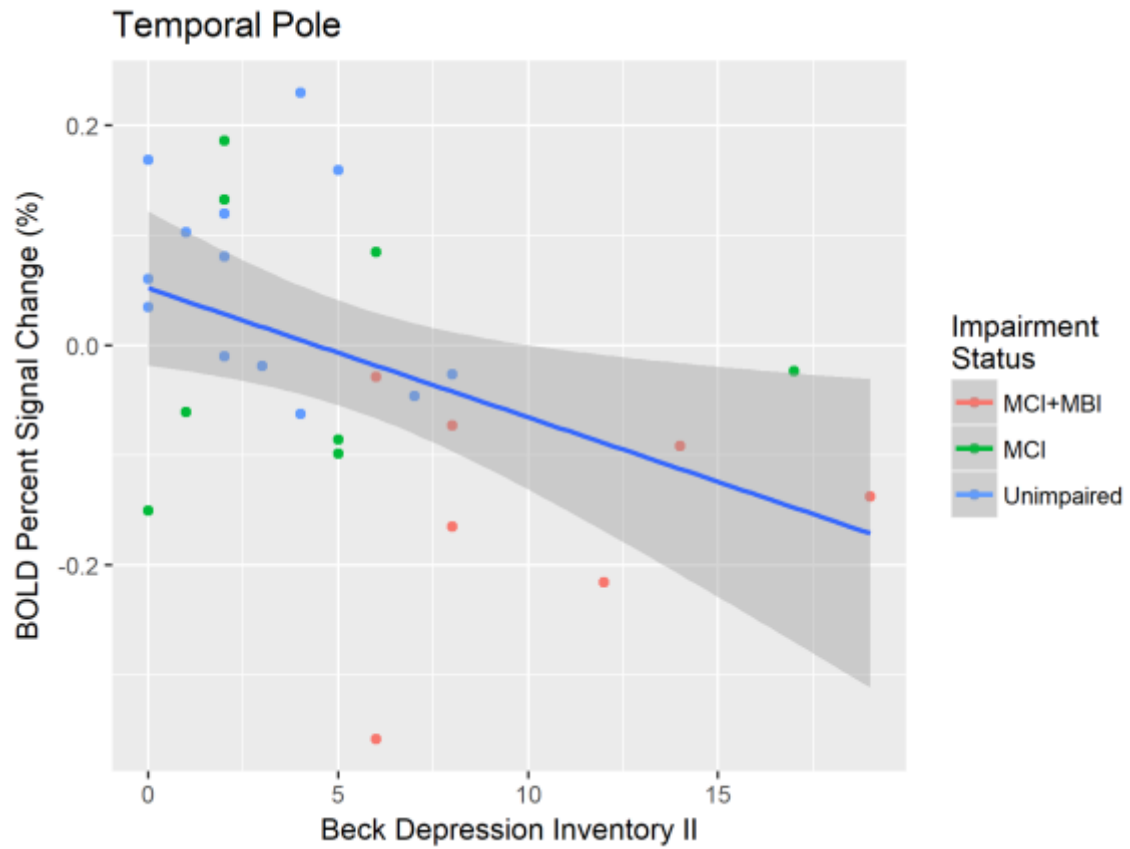 Temporal Pole
BOLD Percent Signal Change (%)
0.2
0.0
-0.2
0
5
10
15
Beck Depression Inventory II
Impairment
Status
MCI+MBI
MCI
Unimpaired